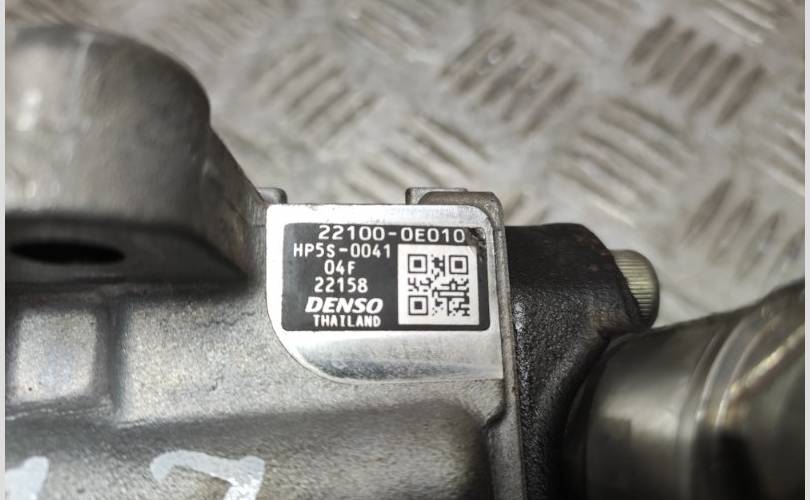 22100-0E010
HP5S-0041
04F
22158
DENSO
THAILAND